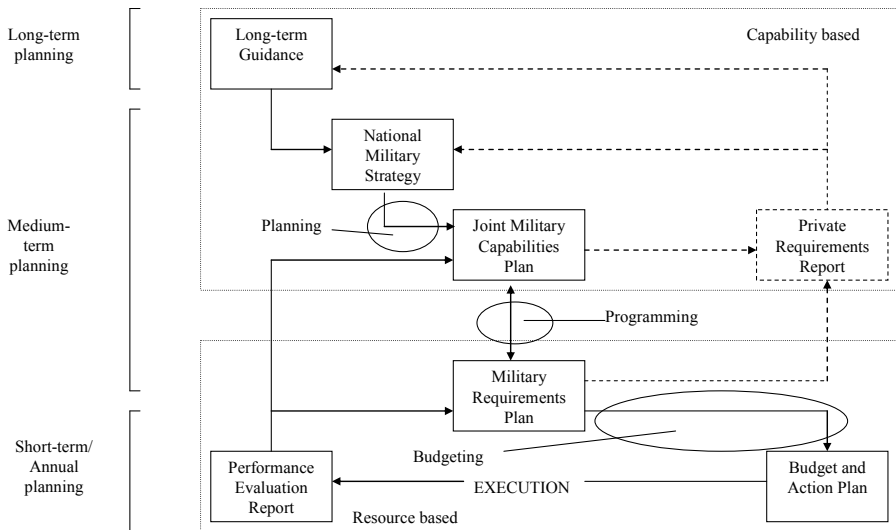 Long-term
planning
Long-term
Guidance
Capability based
National
Military
Strategy
Medium-
term
planning
Planning
Joint Military
Capabilities
Plan
Private
Requirements
Report
Programming
Military
Requirements
Plan
Short-term/
Annual
planning
Budgeting
Performance
Evaluation
Report
EXECUTION
Budget and
Action Plan
Resource based